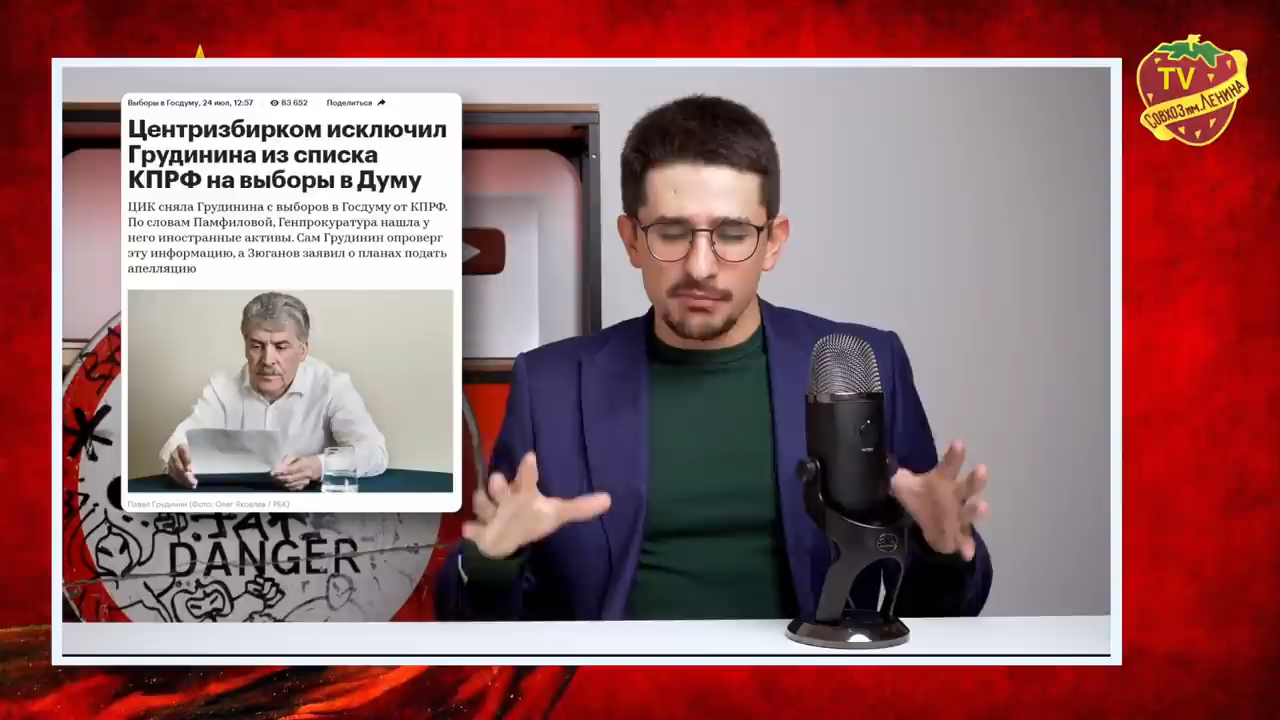 Выборы в Госдуму, 24 июл, 12:57 83 652 Поделиться
Центризбирком исключил
Грудинина из списка
КПРФ на выборы в Думу
ЦИК сняла Грудинина с выборов в Госдуму от КПРФ.
По словам Памфиловой, Генпрокуратура нашла у
него иностранные активы. Сам Грудинин опроверг
эту информацию, а Зюганов заявил о планах подать
апелляцию
Павел Грудинин (Фото: Олег Яковлев / РБК)
DANGER
TV
СОВХОЗ им. ЛЕНИНА